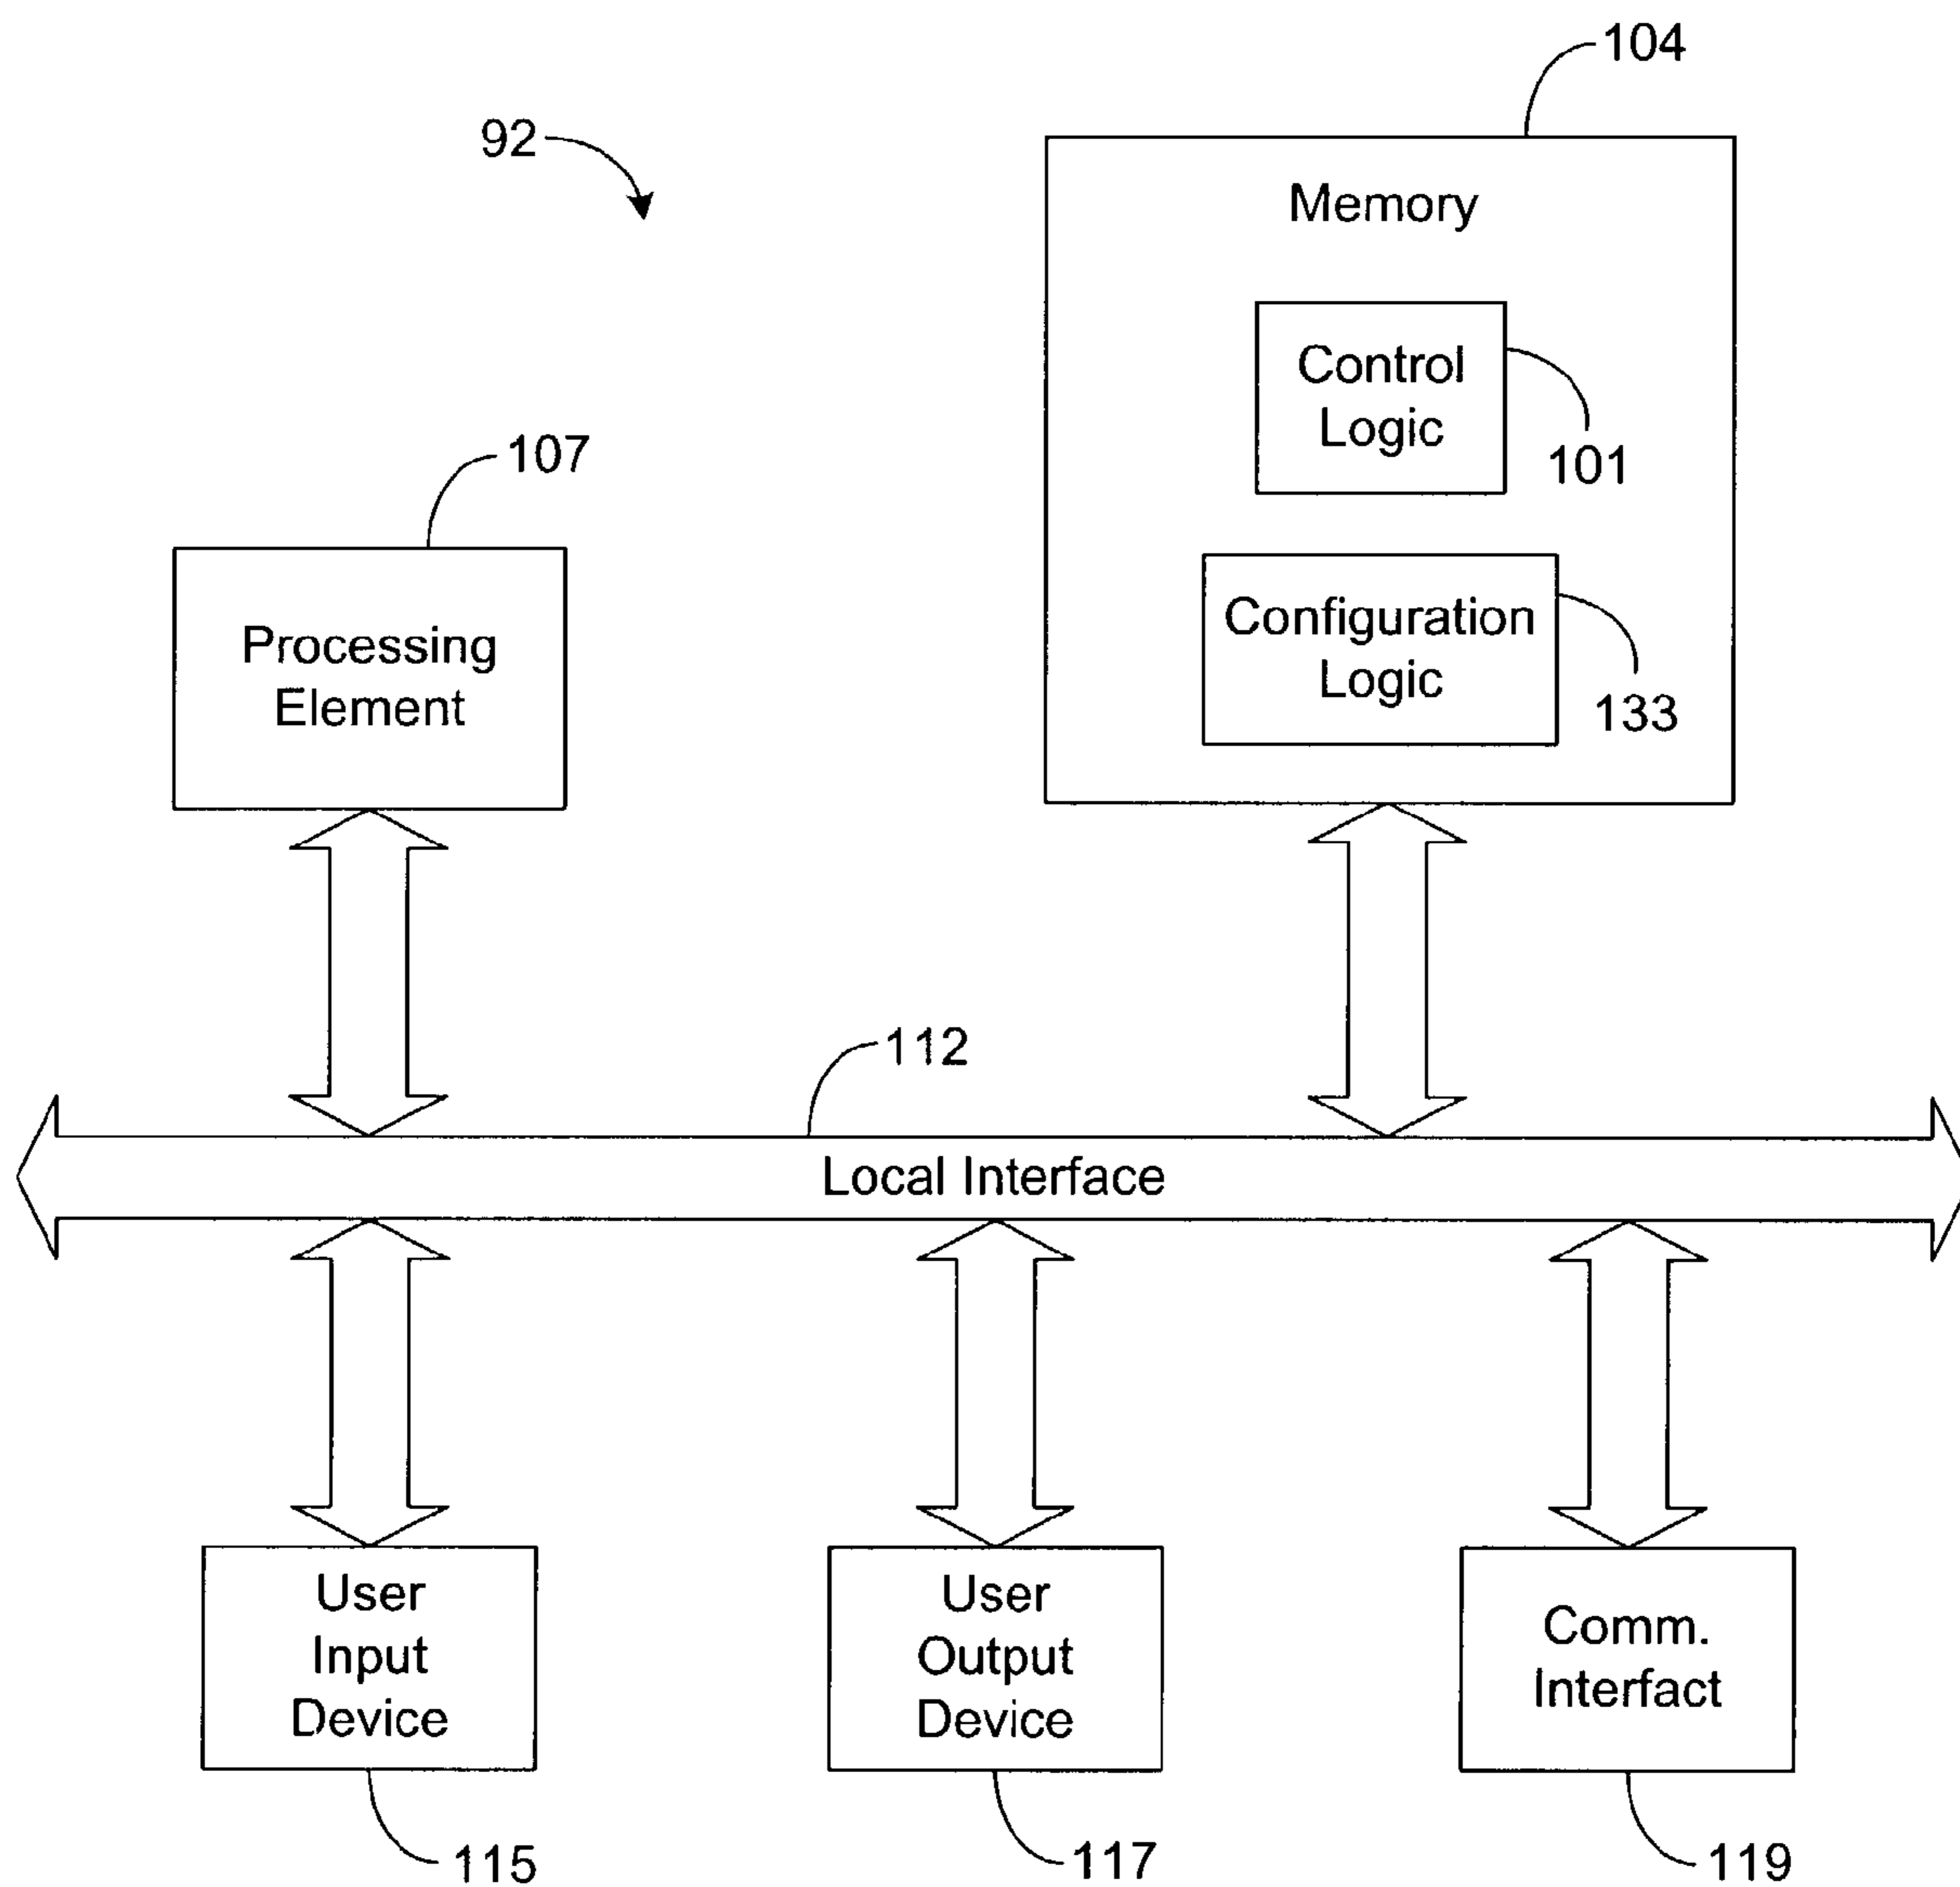 104
92
Memory
Control
Logic
101
107
Configuration
Logic
133
Processing
Element
112
Local Interface
User
Input
Device
User
Output
Device
Comm.
Interfact
115
117
119